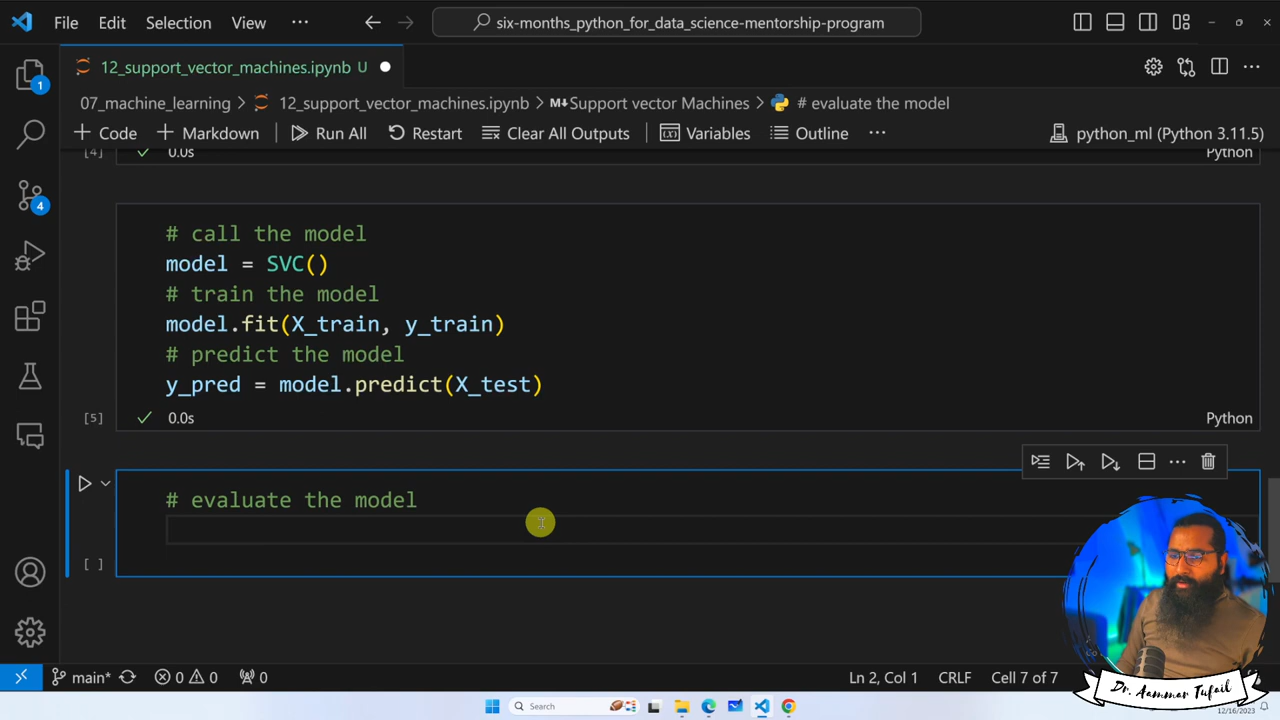 File Edit Selection View ··· six-months_python_for_data_science-mentorship-program
12_support_vector_machines.ipynb U
07_machine_learning > 12_support_vector_machines.ipynb > M↓Support vector Machines > # evaluate the model
+ Code + Markdown Run All Restart Clear All Outputs Variables Outline ··· python_ml (Python 3.11.5)
[4] 0.0s Python
# call the model
model = SVC()
# train the model
model.fit(X_train, y_train)
# predict the model
y_pred = model.predict(X_test)
[5] 0.0s Python
# evaluate the model
[ ]
1
4
main* 0 0 0 Ln 2, Col 1 CRLF Cell 7 of 7
Dr. Aammar Tufail
Search
12/16/2023